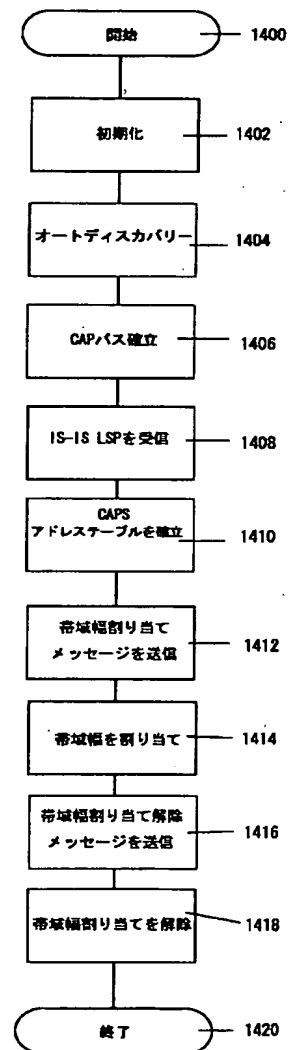 開始
1400
初期化
1402
オートディスカバリー
1404
CAPパス確立
1406
IS-IS LSPを受信
1408
CAPS
アドレステーブルを確立
1410
帯域幅割り当て
メッセージを送信
1412
帯域幅を割り当て
1414
帯域幅割り当て解除
メッセージを送信
1416
帯域幅割り当てを解除
1418
終了
1420